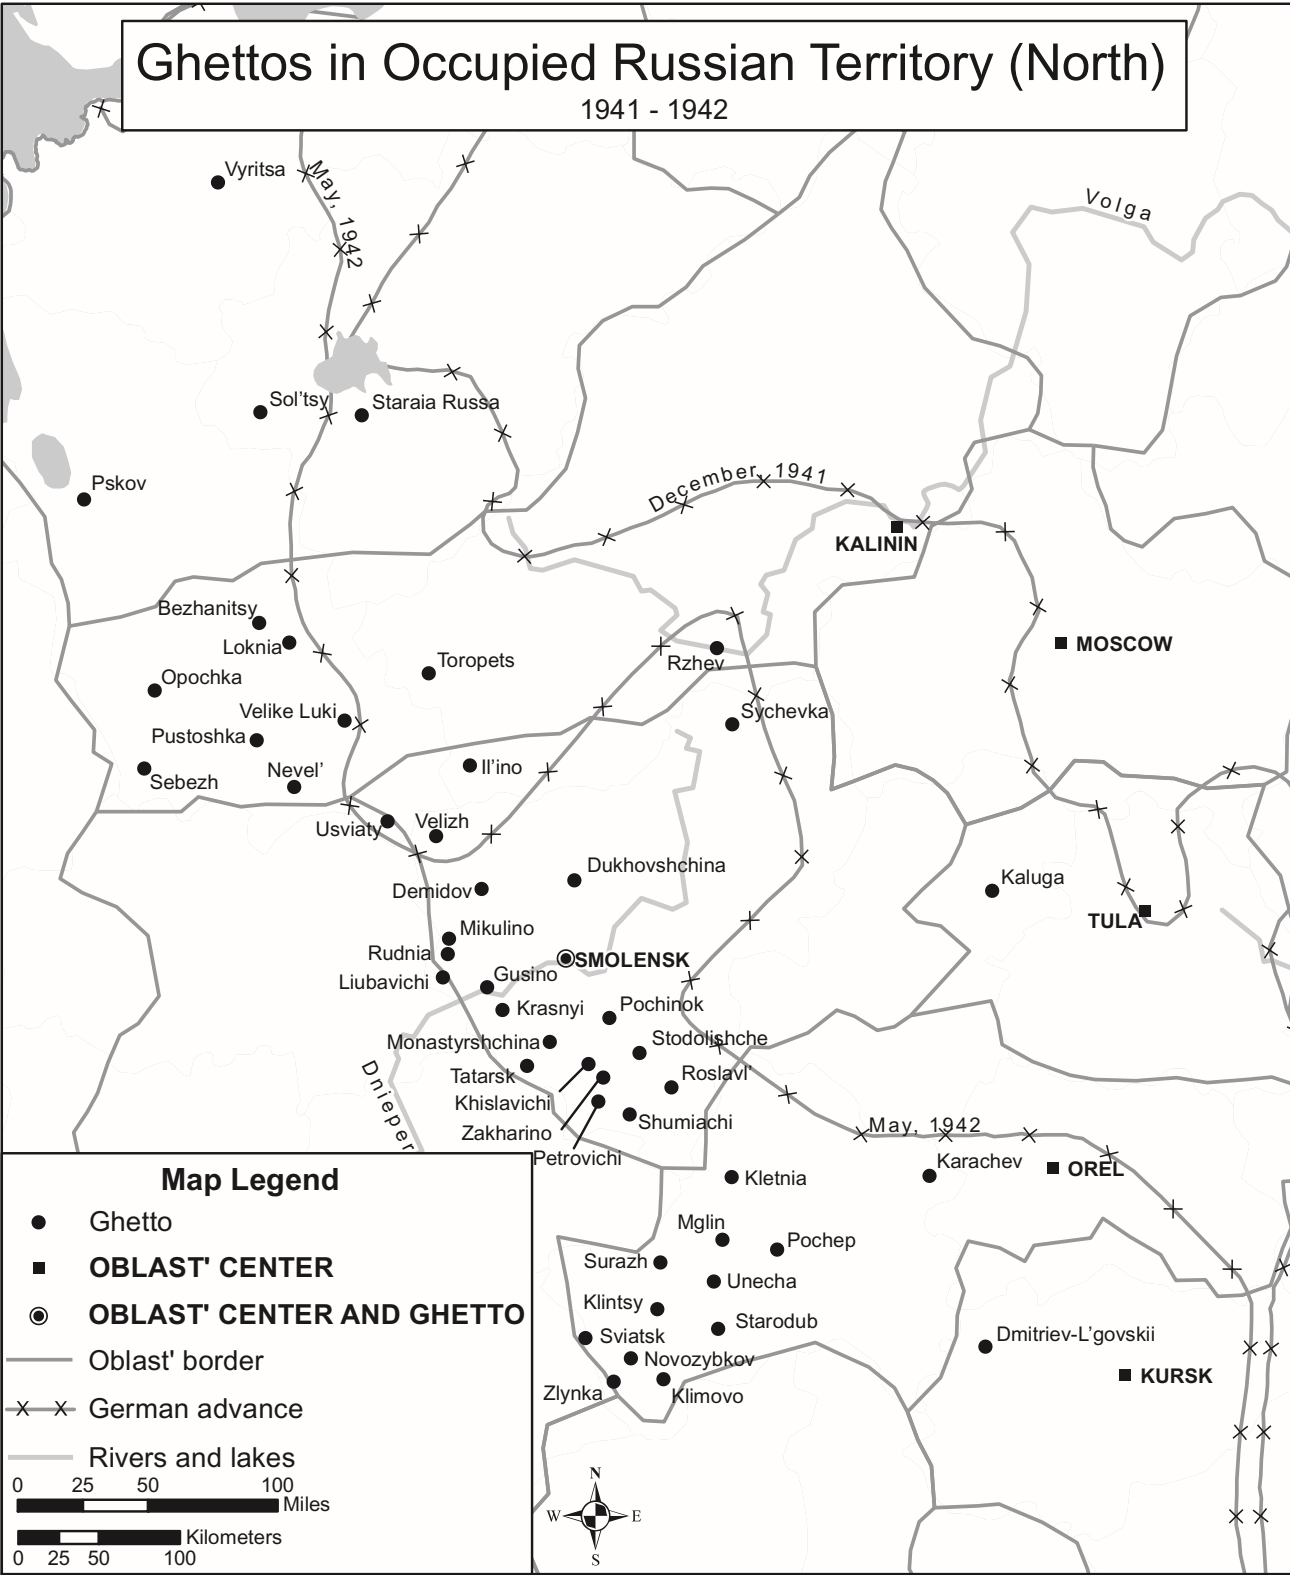 Ghettos in Occupied Russian Territory (North)
1941 - 1942
Vyritsa
May, 1942
Volga
Sol'tsy
Staraia Russa
Pskov
December, 1941
KALININ
Bezhanitsy
Loknia
Toropets
Rzhev
MOSCOW
Opochka
Velike Luki
Sychevka
Pustoshka
Sebezh
Nevel'
Il'ino
Usviaty
Velizh
Dukhovshchina
Kaluga
Demidov
TULA
Mikulino
Rudnia
SMOLENSK
Liubavichi
Gusino
Krasnyi
Pochinok
Monastyrshchina
Stodolishche
Tatarsk
Roslavl'
Dnieper
Khislavichi
Shumiachi
May, 1942
Zakharino
Petrovichi
Karachev
OREL
Kletnia
Mglin
Pochep
Surazh
Unecha
Klintsy
Starodub
Sviatsk
Dmitriev-L'govskii
Novozybkov
KURSK
Zlynka
Klimovo
Map Legend
Ghetto
OBLAST' CENTER
OBLAST' CENTER AND GHETTO
Oblast' border
German advance
Rivers and lakes
0 25 50 100
Miles
Kilometers
0 25 50 100
N
W E
S